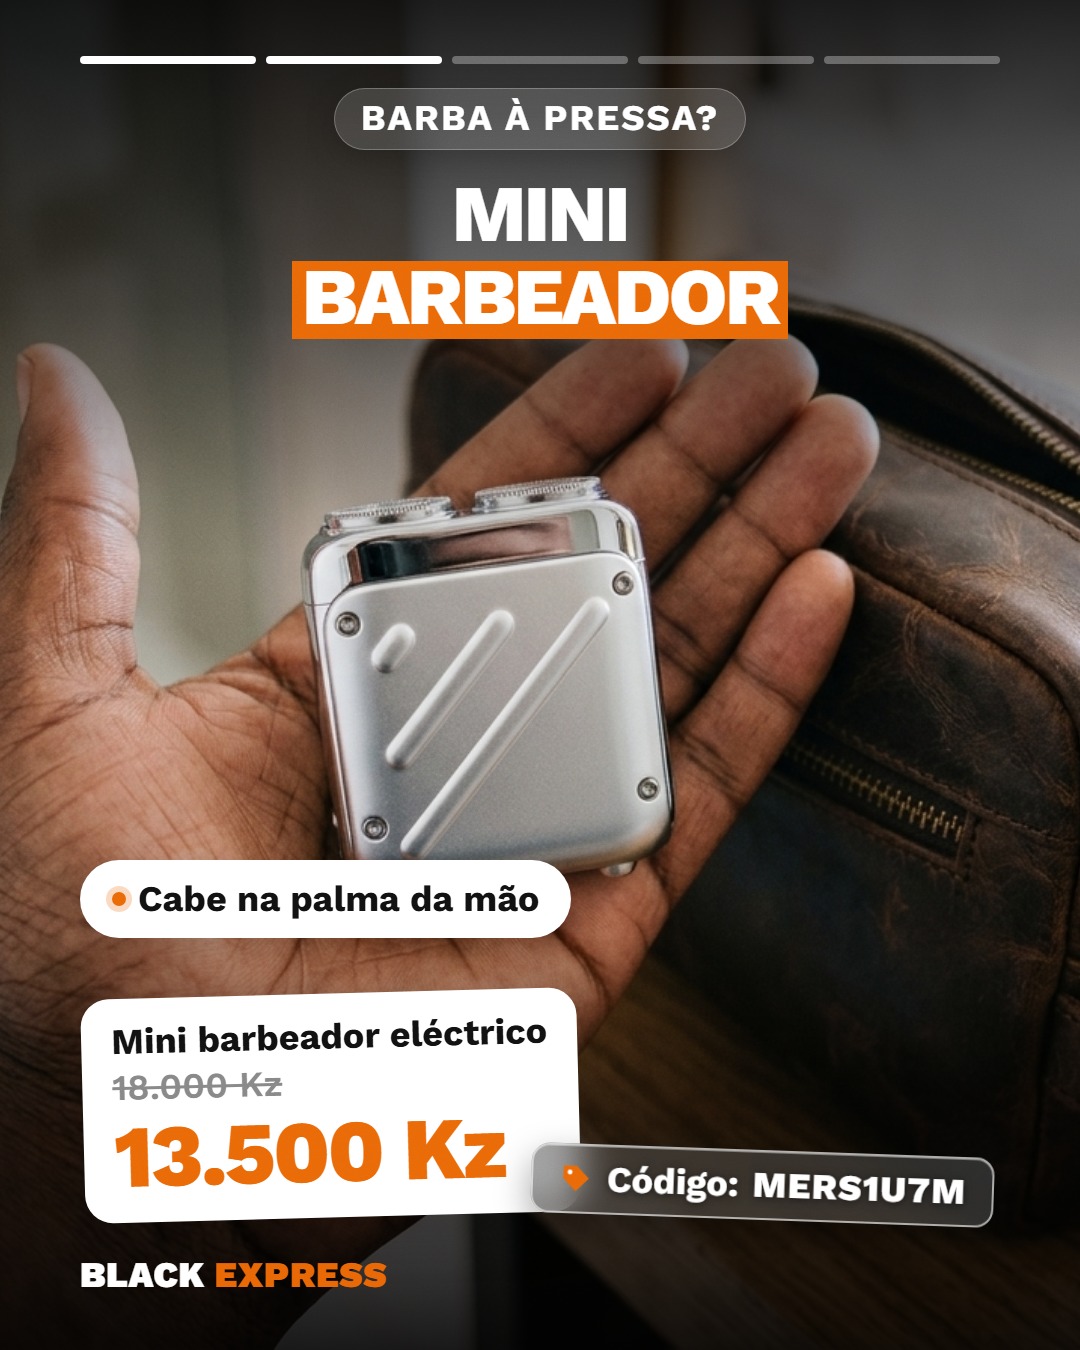 BARBA À PRESSA?
MINI
BARBEADOR
Cabe na palma da mão
Mini barbeador eléctrico
18.000 Kz
13.500 Kz
Código: MERS1U7M
BLACK EXPRESS